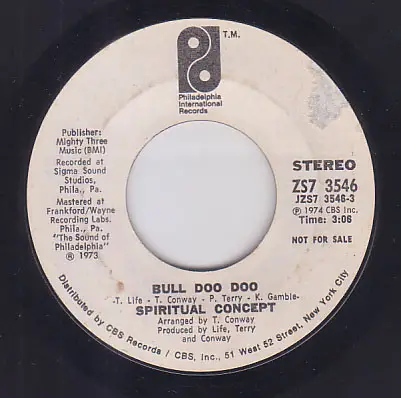 T.M.
Philadelphia
International
Records
Publisher:
Mighty Three
Music (BMI)
Recorded at
Sigma Sound
Studios,
Phila., Pa.
Mastered at
Frankford/Wayne
Recording Labs.
Phila., Pa.
"The Sound of
Philadelphia"
℗ 1973
STEREO
ZS7 3546
JZS7 3546-3
℗ 1974 CBS Inc.
Time: 3:06
NOT FOR SALE
BULL DOO DOO
-T. Life - T. Conway - P. Terry - K. Gamble-
SPIRITUAL CONCEPT
Arranged by T. Conway
Produced by Life, Terry
and Conway
Distributed by CBS Records / CBS, Inc., 51 West 52 Street, New York City